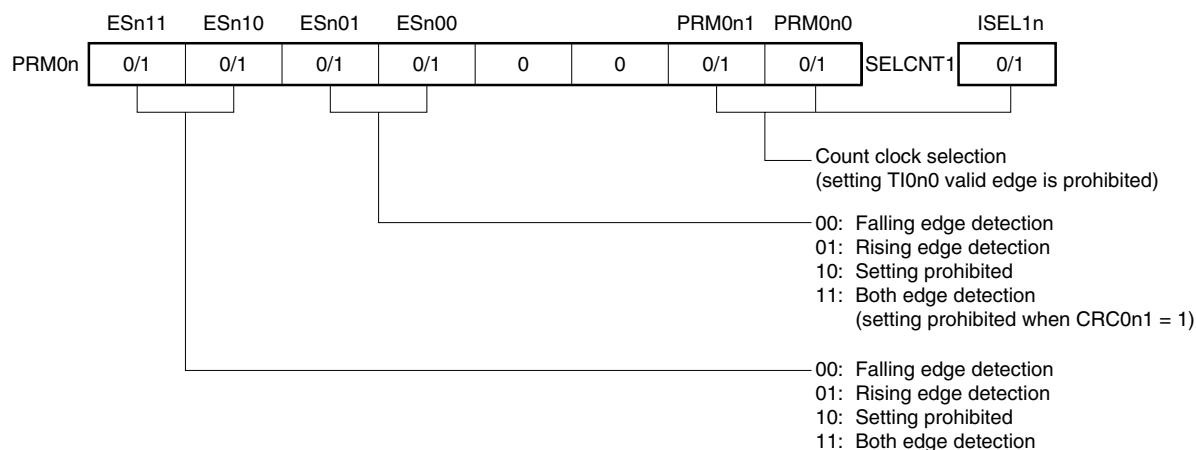 ESn11 ESn10 ESn01 ESn00 PRM0n1 PRM0n0 ISEL1n
PRM0n 0/1 0/1 0/1 0/1 0 0 0/1 0/1 SELCNT1 0/1
Count clock selection
(setting TI0n0 valid edge is prohibited)
00: Falling edge detection
01: Rising edge detection
10: Setting prohibited
11: Both edge detection
(setting prohibited when CRC0n1 = 1)
00: Falling edge detection
01: Rising edge detection
10: Setting prohibited
11: Both edge detection